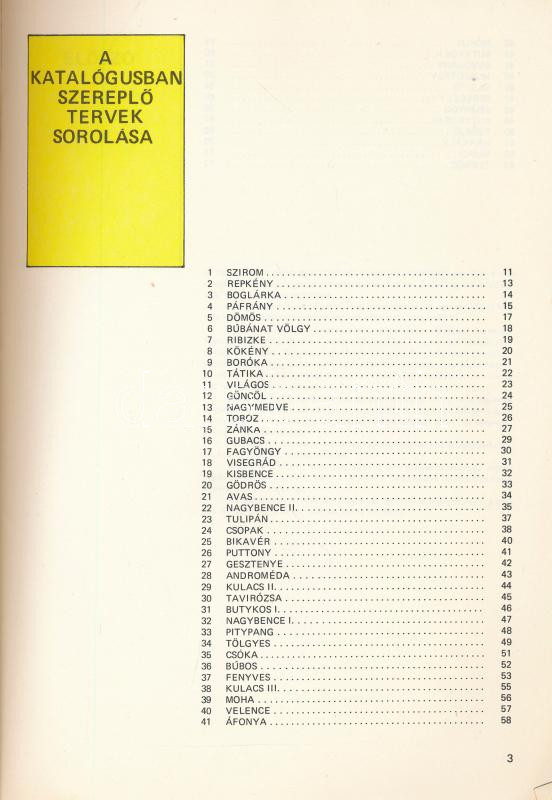 A
KATALÓGUSBAN
SZEREPLŐ
TERVEK
SOROLÁSA
1 SZIROM 11
2 REPKÉNY 13
3 BOGLÁRKA 14
4 PÁFRÁNY 15
5 DÖMÖS 17
6 BÚBÁNAT VÖLGY 18
7 RIBIZKE 19
8 KÖKÉNY 20
9 BORÓKA 21
10 TÁTIKA 22
11 VILÁGOS 23
12 GÖNCÖL 24
13 NAGYMEDVE 25
14 TOBOZ 26
15 ZÁNKA 27
16 GUBACS 29
17 FAGYÖNGY 30
18 VISEGRÁD 31
19 KISBENCE 32
20 GÖDRÖS 33
21 AVAS 34
22 NAGYBENCE II. 35
23 TULIPÁN 37
24 CSOPAK 38
25 BIKAVÉR 40
26 PUTTONY 41
27 GESZTENYE 42
28 ANDROMÉDA 43
29 KULACS II. 44
30 TAVIRÓZSA 45
31 BUTYKOS I. 46
32 NAGYBENCE I. 47
33 PITYPANG 48
34 TÖLGYES 49
35 CSÓKA 51
36 BÚBOS 52
37 FENYVES 53
38 KULACS III. 55
39 MOHA 56
40 VELENCE 57
41 ÁFONYA 58
3